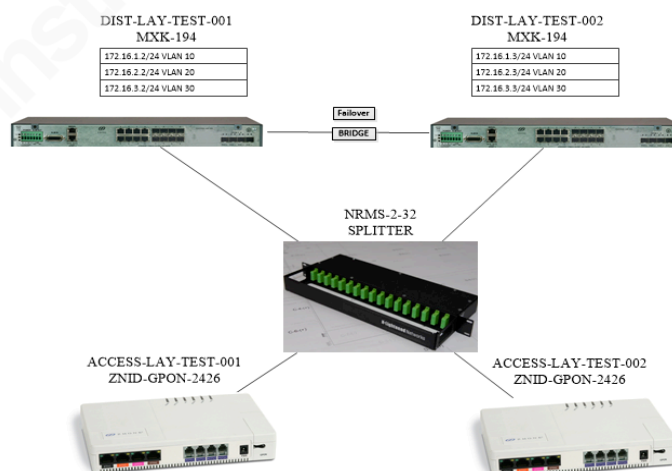 DIST-LAY-TEST-001
MXK-194
172.16.1.2/24 VLAN 10
172.16.2.2/24 VLAN 20
172.16.3.2/24 VLAN 30
DIST-LAY-TEST-002
MXK-194
172.16.1.3/24 VLAN 10
172.16.2.3/24 VLAN 20
172.16.3.3/24 VLAN 30
Failover
BRIDGE
NRMS-2-32
SPLITTER
ACCESS-LAY-TEST-001
ZNID-GPON-2426
ACCESS-LAY-TEST-002
ZNID-GPON-2426